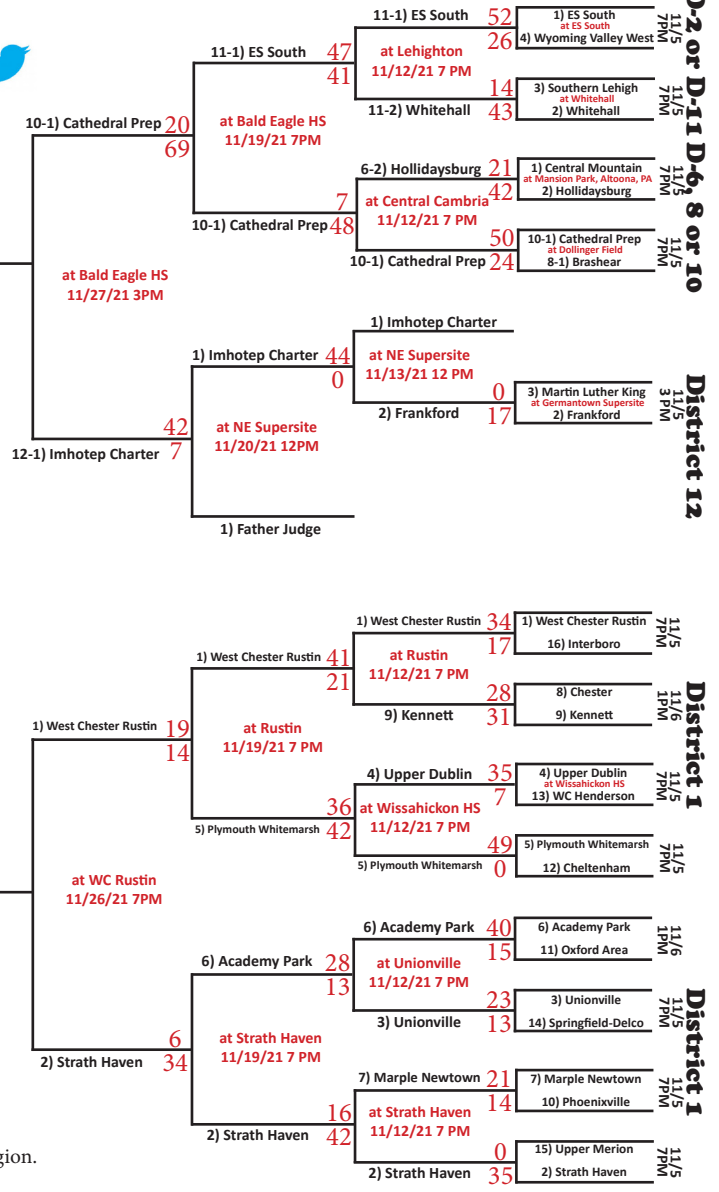 11-1) ES South
52
26
1) ES South
at ES South
4) Wyoming Valley West
11/5
7PM
11-1) ES South
47
41
at Lehighton
11/12/21 7 PM
11-2) Whitehall
14
43
3) Southern Lehigh
at Whitehall
2) Whitehall
11/5
7PM
D-2 or D-11
10-1) Cathedral Prep
20
69
at Bald Eagle HS
11/19/21 7PM
6-2) Hollidaysburg
21
42
1) Central Mountain
at Mansion Park, Altoona, PA
2) Hollidaysburg
11/5
7PM
7
48
10-1) Cathedral Prep
at Central Cambria
11/12/21 7 PM
10-1) Cathedral Prep
50
24
10-1) Cathedral Prep
at Dollinger Field
8-1) Brashear
11/5
7PM
D-6, 8 or 10
at Bald Eagle HS
11/27/21 3PM
1) Imhotep Charter
1) Imhotep Charter
44
0
at NE Supersite
11/13/21 12 PM
2) Frankford
0
17
3) Martin Luther King
at Germantown Supersite
2) Frankford
11/5
3 PM
District 12
42
7
12-1) Imhotep Charter
at NE Supersite
11/20/21 12PM
1) Father Judge
1) West Chester Rustin
34
17
1) West Chester Rustin
16) Interboro
11/5
7PM
1) West Chester Rustin
41
21
at Rustin
11/12/21 7 PM
9) Kennett
28
31
8) Chester
9) Kennett
11/6
1PM
District 1
1) West Chester Rustin
19
14
at Rustin
11/19/21 7 PM
4) Upper Dublin
35
7
4) Upper Dublin
at Wissahickon HS
13) WC Henderson
11/5
7PM
36
42
5) Plymouth Whitemarsh
at Wissahickon HS
11/12/21 7 PM
5) Plymouth Whitemarsh
49
0
5) Plymouth Whitemarsh
12) Cheltenham
11/5
7PM
at WC Rustin
11/26/21 7PM
6) Academy Park
40
15
6) Academy Park
11) Oxford Area
11/6
1PM
6) Academy Park
28
13
at Unionville
11/12/21 7 PM
3) Unionville
23
13
3) Unionville
14) Springfield-Delco
11/5
7PM
District 1
6
34
2) Strath Haven
at Strath Haven
11/19/21 7 PM
7) Marple Newtown
21
14
7) Marple Newtown
10) Phoenixville
11/5
7PM
16
42
2) Strath Haven
at Strath Haven
11/12/21 7 PM
2) Strath Haven
0
35
15) Upper Merion
2) Strath Haven
11/5
7PM
gion.